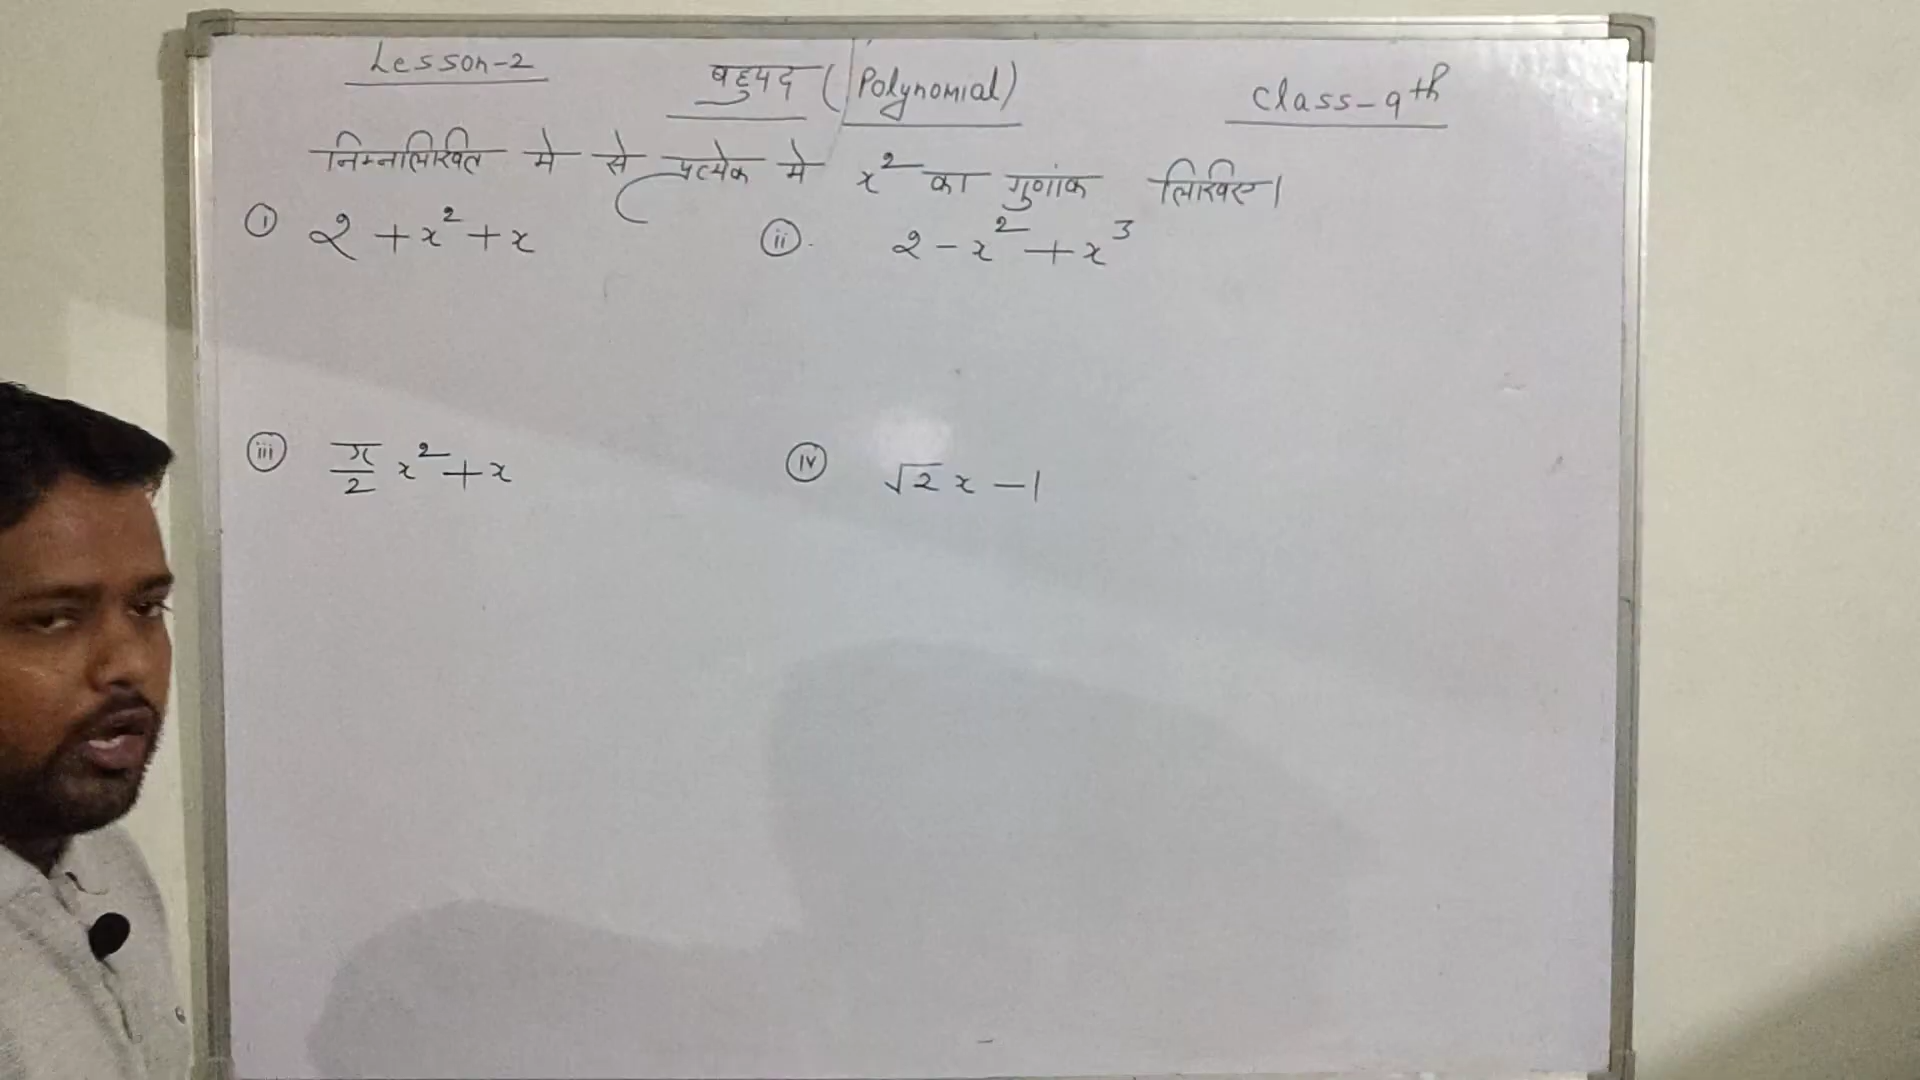 Lesson-2 बहुपद (Polynomial) Class-9th
निम्नलिखित मे से प्रत्येक मे x² का गुणांक लिखिए।
(i) 2 + x² + x (ii). 2 - x² + x³
(iii) π/2 x² + x (iv) √2 x - 1